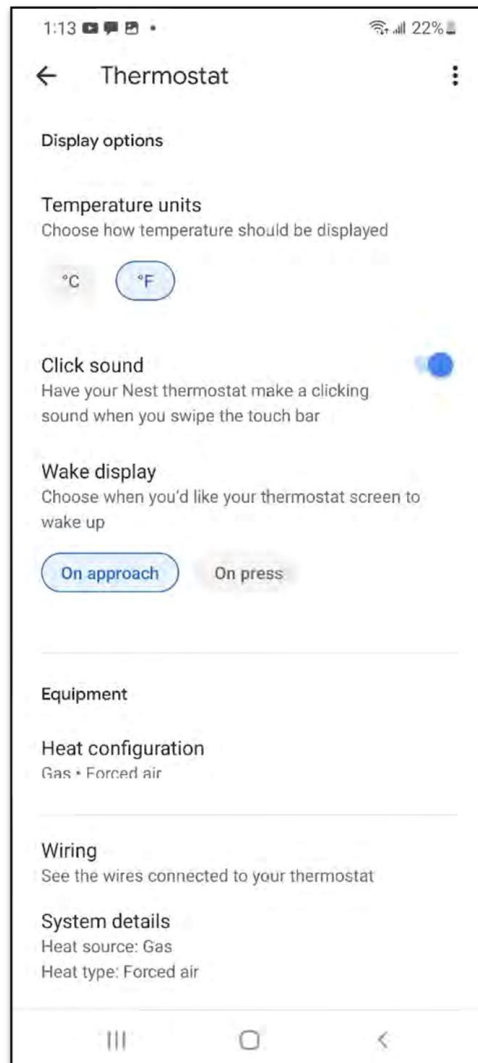 1:13 22%
Thermostat
Display options
Temperature units
Choose how temperature should be displayed
°C °F
Click sound
Have your Nest thermostat make a clicking
sound when you swipe the touch bar
Wake display
Choose when you'd like your thermostat screen to
wake up
On approach On press
Equipment
Heat configuration
Gas • Forced air
Wiring
See the wires connected to your thermostat
System details
Heat source: Gas
Heat type: Forced air